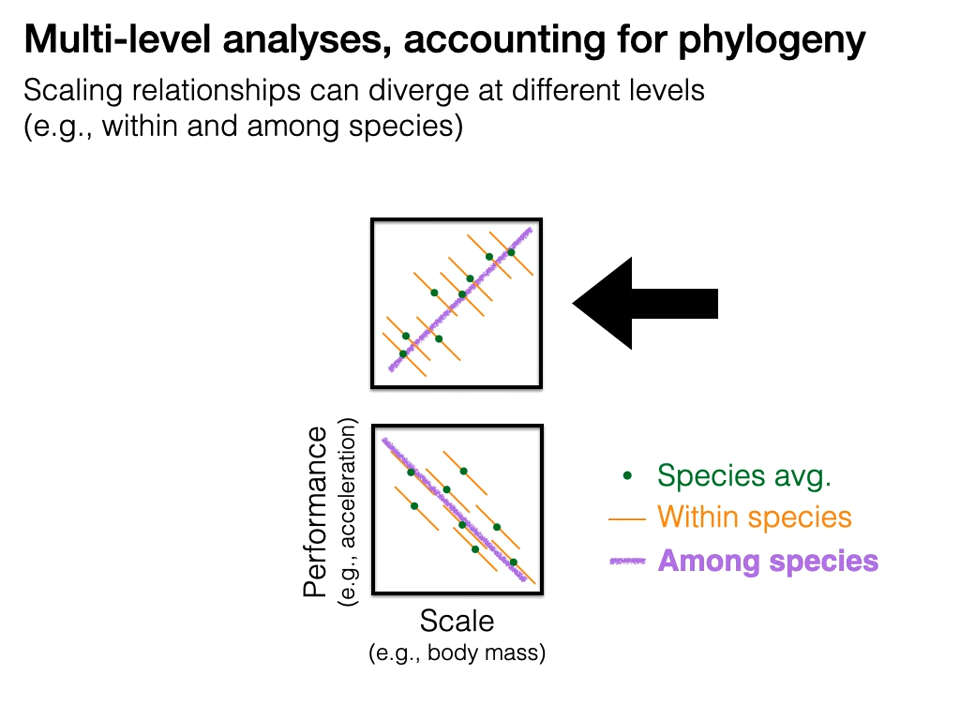 Multi-level analyses, accounting for phylogeny
Scaling relationships can diverge at different levels
(e.g., within and among species)
Performance
(e.g., acceleration)
Species avg.
Within species
Among species
Scale
(e.g., body mass)